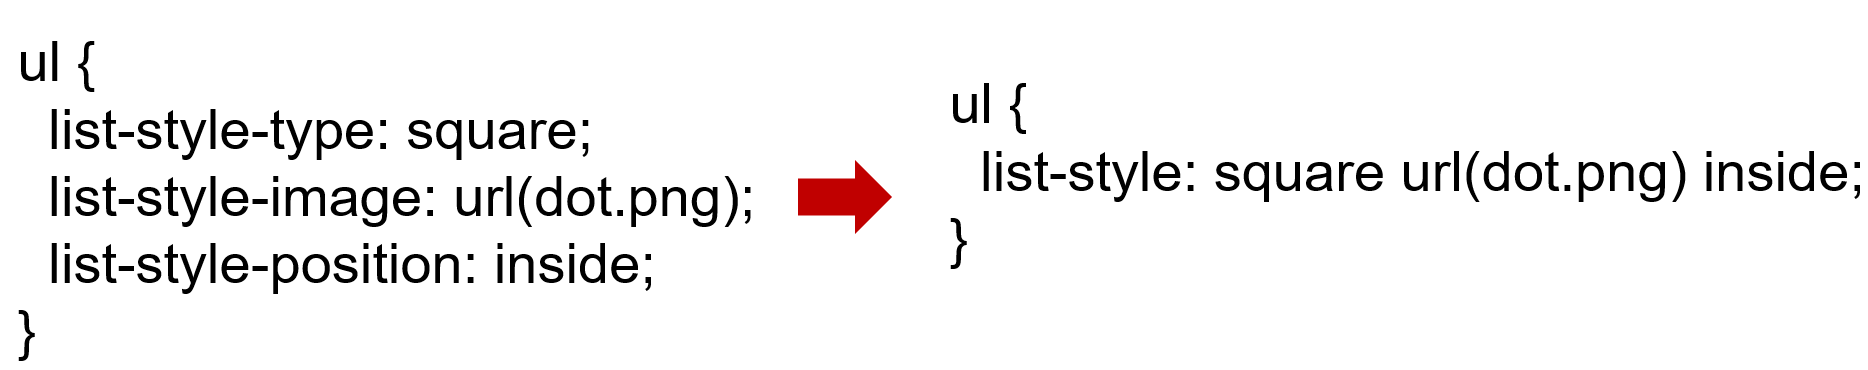 ul {
list-style-type: square;
list-style-image: url(dot.png);
list-style-position: inside;
}
ul {
list-style: square url(dot.png) inside;
}